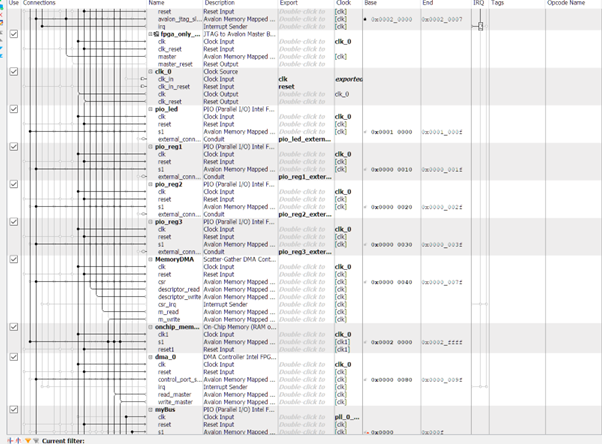 Use Connections Name Description Export Clock Base End IRQ Tags Opcode Name
reset Reset Input Double-click to [clk]
avalon_jtag_sl... Avalon Memory Mapped ... Double-click to [clk] 0x0002_0000 0x0002_0007
irq Interrupt Sender Double-click to [clk]
fpga_only_... JTAG to Avalon Master B... Double-click to
clk Clock Input Double-click to clk_0
clk_reset Reset Input Double-click to
master Avalon Memory Mapped ... Double-click to [clk]
master_reset Reset Output Double-click to
clk_0 Clock Source
clk_in Clock Input clk exported
clk_in_reset Reset Input reset
clk Clock Output Double-click to clk_0
clk_reset Reset Output Double-click to
pio_led PIO (Parallel I/O) Intel F...
clk Clock Input Double-click to clk_0
reset Reset Input Double-click to [clk]
s1 Avalon Memory Mapped ... Double-click to [clk] 0x0001 0000 0x0001_000f
external_conn... Conduit pio_led_extern...
pio_reg1 PIO (Parallel I/O) Intel F...
clk Clock Input Double-click to clk_0
reset Reset Input Double-click to [clk]
s1 Avalon Memory Mapped ... Double-click to [clk] 0x0000 0010 0x0000_001f
external_conn... Conduit pio_reg1_exter...
pio_reg2 PIO (Parallel I/O) Intel F...
clk Clock Input Double-click to clk_0
reset Reset Input Double-click to [clk]
s1 Avalon Memory Mapped ... Double-click to [clk] 0x0000 0020 0x0000_002f
external_conn... Conduit pio_reg2_exter...
pio_reg3 PIO (Parallel I/O) Intel F...
clk Clock Input Double-click to clk_0
reset Reset Input Double-click to [clk]
s1 Avalon Memory Mapped ... Double-click to [clk] 0x0000 0030 0x0000_003f
external_conn... Conduit pio_reg3_exter...
MemoryDMA Scatter-Gather DMA Cont...
clk Clock Input Double-click to clk_0
reset Reset Input Double-click to [clk]
csr Avalon Memory Mapped ... Double-click to [clk] 0x0000 0040 0x0000_007f
descriptor_read Avalon Memory Mapped ... Double-click to [clk]
descriptor_write Avalon Memory Mapped ... Double-click to [clk]
csr_irq Interrupt Sender Double-click to [clk]
m_read Avalon Memory Mapped ... Double-click to [clk]
m_write Avalon Memory Mapped ... Double-click to [clk]
onchip_mem... On-Chip Memory (RAM o...
clk1 Clock Input Double-click to clk_0
s1 Avalon Memory Mapped ... Double-click to [clk1] 0x0002 0000 0x0002_ffff
reset1 Reset Input Double-click to [clk1]
dma_0 DMA Controller Intel FPG...
clk Clock Input Double-click to clk_0
reset Reset Input Double-click to [clk]
control_port_s... Avalon Memory Mapped ... Double-click to [clk] 0x0000 0080 0x0000_009f
irq Interrupt Sender Double-click to [clk]
read_master Avalon Memory Mapped ... Double-click to [clk]
write_master Avalon Memory Mapped ... Double-click to [clk]
myBus PIO (Parallel I/O) Intel F...
clk Clock Input Double-click to pll_0_...
reset Reset Input Double-click to [clk]
s1 Avalon Memory Mapped ... Double-click to [clk]
Current filter: